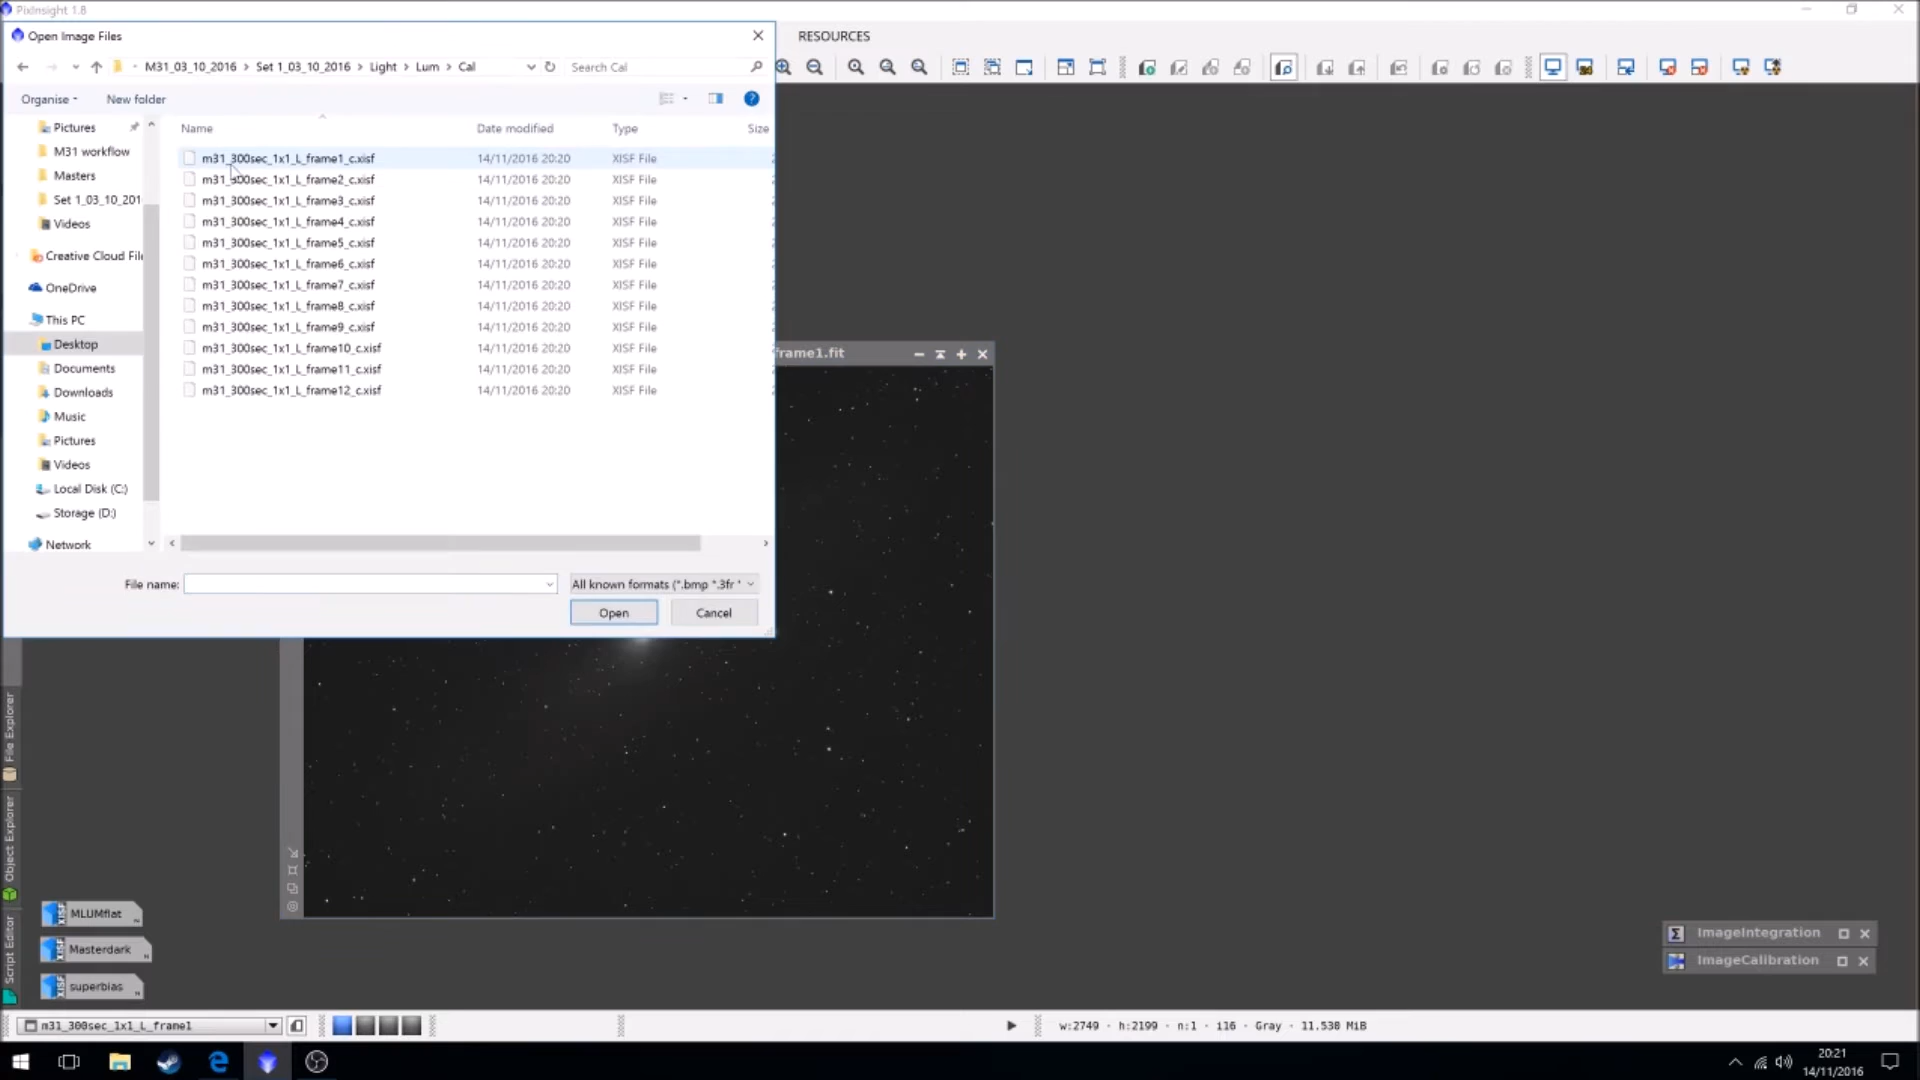 PixInsight 1.8
Open Image Files
RESOURCES
M31_03_10_2016 > Set 1_03_10_2016 > Light > Lum > Cal
Search Cal
Organise
New folder
Name
Date modified
Type
Size
Pictures
M31 workflow
Masters
Set 1_03_10_201
Videos
Creative Cloud File
OneDrive
This PC
Desktop
Documents
Downloads
Music
Pictures
Videos
Local Disk (C:)
Storage (D:)
Network
m31_300sec_1x1_L_frame1_c.xisf 14/11/2016 20:20 XISF File
m31_300sec_1x1_L_frame2_c.xisf 14/11/2016 20:20 XISF File
m31_300sec_1x1_L_frame3_c.xisf 14/11/2016 20:20 XISF File
m31_300sec_1x1_L_frame4_c.xisf 14/11/2016 20:20 XISF File
m31_300sec_1x1_L_frame5_c.xisf 14/11/2016 20:20 XISF File
m31_300sec_1x1_L_frame6_c.xisf 14/11/2016 20:20 XISF File
m31_300sec_1x1_L_frame7_c.xisf 14/11/2016 20:20 XISF File
m31_300sec_1x1_L_frame8_c.xisf 14/11/2016 20:20 XISF File
m31_300sec_1x1_L_frame9_c.xisf 14/11/2016 20:20 XISF File
m31_300sec_1x1_L_frame10_c.xisf 14/11/2016 20:20 XISF File
m31_300sec_1x1_L_frame11_c.xisf 14/11/2016 20:20 XISF File
m31_300sec_1x1_L_frame12_c.xisf 14/11/2016 20:20 XISF File
File name:
All known formats (*.bmp *.3fr *
Open
Cancel
frame1.fit
File Explorer
Object Explorer
Script Editor
MLUMflat
Masterdark
superbias
ImageIntegration
ImageCalibration
m31_300sec_1x1_L_frame1
w:2749 · h:2199 · n:1 · i16 · Gray · 11.530 MiB
20:21
14/11/2016